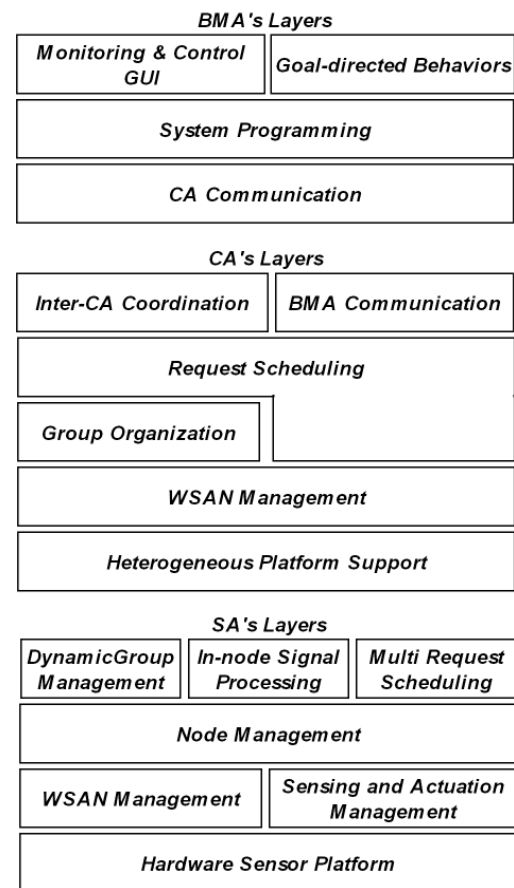 BMA's Layers
Monitoring & Control
GUI
Goal-directed Behaviors
System Programming
CA Communication
CA's Layers
Inter-CA Coordination
BMA Communication
Request Scheduling
Group Organization
WSAN Management
Heterogeneous Platform Support
SA's Layers
DynamicGroup
Management
In-node Signal
Processing
Multi Request
Scheduling
Node Management
WSAN Management
Sensing and Actuation
Management
Hardware Sensor Platform